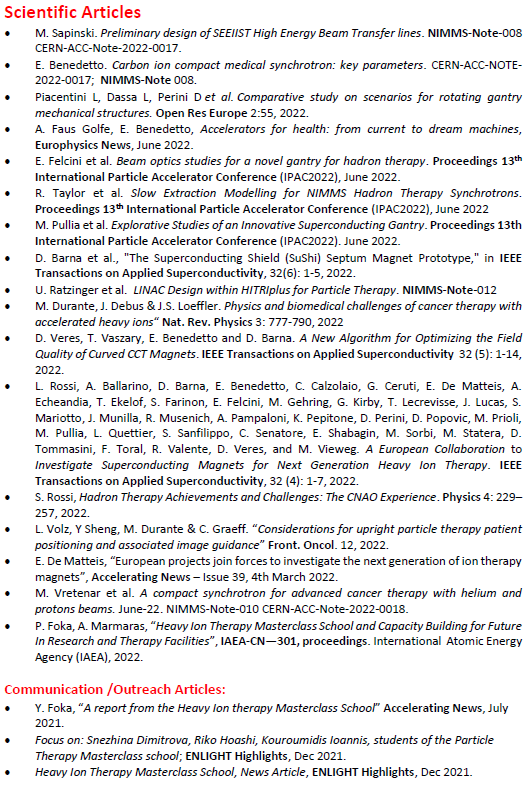 Scientific Articles
• M. Sapinski. Preliminary design of SEEIIST High Energy Beam Transfer lines. NIMMS-Note-008
CERN-ACC-Note-2022-0017.
• E. Benedetto. Carbon ion compact medical synchrotron: key parameters. CERN-ACC-NOTE-
2022-0017; NIMMS-Note 008.
• Piacentini L, Dassa L, Perini D et al. Comparative study on scenarios for rotating gantry
mechanical structures. Open Res Europe 2:55, 2022.
• A. Faus Golfe, E. Benedetto, Accelerators for health: from current to dream machines,
Europhysics News, June 2022.
• E. Felcini et al. Beam optics studies for a novel gantry for hadron therapy. Proceedings 13th
International Particle Accelerator Conference (IPAC2022), June 2022.
• R. Taylor et al. Slow Extraction Modelling for NIMMS Hadron Therapy Synchrotrons.
Proceedings 13th International Particle Accelerator Conference (IPAC2022), June 2022
• M. Pullia et al. Explorative Studies of an Innovative Superconducting Gantry. Proceedings 13th
International Particle Accelerator Conference (IPAC2022). June 2022.
• D. Barna et al., "The Superconducting Shield (SuShi) Septum Magnet Prototype," in IEEE
Transactions on Applied Superconductivity, 32(6): 1-5, 2022.
• U. Ratzinger et al. LINAC Design within HITRIplus for Particle Therapy. NIMMS-Note-012
• M. Durante, J. Debus & J.S. Loeffler. Physics and biomedical challenges of cancer therapy with
accelerated heavy ions“ Nat. Rev. Physics 3: 777-790, 2022
• D. Veres, T. Vaszary, E. Benedetto and D. Barna. A New Algorithm for Optimizing the Field
Quality of Curved CCT Magnets. IEEE Transactions on Applied Superconductivity 32 (5): 1-14,
2022.
• L. Rossi, A. Ballarino, D. Barna, E. Benedetto, C. Calzolaio, G. Ceruti, E. De Matteis, A.
Echeandia, T. Ekelof, S. Farinon, E. Felcini, M. Gehring, G. Kirby, T. Lecrevisse, J. Lucas, S.
Mariotto, J. Munilla, R. Musenich, A. Pampaloni, K. Pepitone, D. Perini, D. Popovic, M. Prioli,
M. Pullia, L. Quettier, S. Sanfilippo, C. Senatore, E. Shabagin, M. Sorbi, M. Statera, D.
Tommasini, F. Toral, R. Valente, D. Veres, and M. Vieweg. A European Collaboration to
Investigate Superconducting Magnets for Next Generation Heavy Ion Therapy. IEEE
Transactions on Applied Superconductivity, 32 (4): 1-7, 2022.
• S. Rossi, Hadron Therapy Achievements and Challenges: The CNAO Experience. Physics 4: 229–
257, 2022.
• L. Volz, Y Sheng, M. Durante & C. Graeff. “Considerations for upright particle therapy patient
positioning and associated image guidance” Front. Oncol. 12, 2022.
• E. De Matteis, “European projects join forces to investigate the next generation of ion therapy
magnets”, Accelerating News – Issue 39, 4th March 2022.
• M. Vretenar et al. A compact synchrotron for advanced cancer therapy with helium and
protons beams. June-22. NIMMS-Note-010 CERN-ACC-Note-2022-0018.
• P. Foka, A. Marmaras, “Heavy Ion Therapy Masterclass School and Capacity Building for Future
In Research and Therapy Facilities”, IAEA-CN—301, proceedings. International Atomic Energy
Agency (IAEA), 2022.
Communication /Outreach Articles:
• Y. Foka, “A report from the Heavy Ion therapy Masterclass School” Accelerating News, July
2021.
• Focus on: Snezhina Dimitrova, Riko Hoashi, Kouroumidis Ioannis, students of the Particle
Therapy Masterclass school; ENLIGHT Highlights, Dec 2021.
• Heavy Ion Therapy Masterclass School, News Article, ENLIGHT Highlights, Dec 2021.